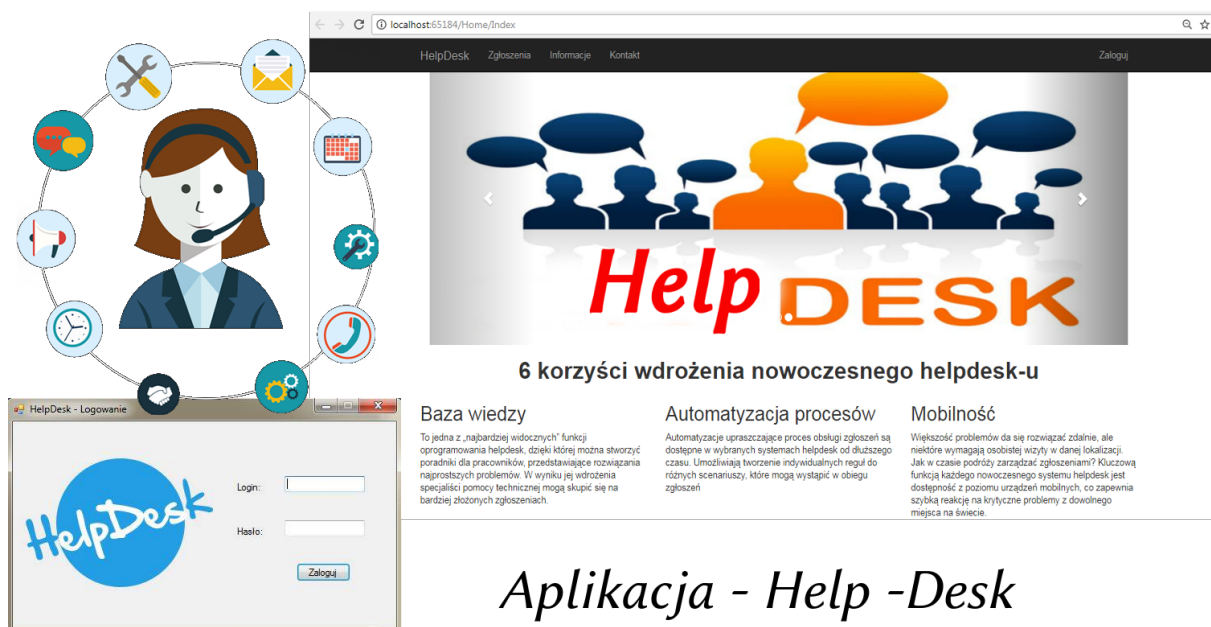 localhost:65184/Home/Index
HelpDesk Zgłoszenia Informacje Kontakt Zaloguj
Help DESK
6 korzyści wdrożenia nowoczesnego helpdesk-u
Baza wiedzy
To jedna z „najbardziej widocznych” funkcji
oprogramowania helpdesk, dzięki której można stworzyć
poradniki dla pracowników, przedstawiające rozwiązania
najprostszych problemów. W wyniku jej wdrożenia
specjaliści pomocy technicznej mogą skupić się na
bardziej złożonych zgłoszeniach.
Automatyzacja procesów
Automatyzacje upraszczające proces obsługi zgłoszeń są
dostępne w wybranych systemach helpdesk od dłuższego
czasu. Umożliwiają tworzenie indywidualnych reguł do
różnych scenariuszy, które mogą wystąpić w obiegu
zgłoszeń
Mobilność
Większość problemów da się rozwiązać zdalnie, ale
niektóre wymagają osobistej wizyty w danej lokalizacji.
Jak w czasie podróży zarządzać zgłoszeniami? Kluczową
funkcją każdego nowoczesnego systemu helpdesk jest
dostępność z poziomu urządzeń mobilnych, co zapewnia
szybką reakcję na krytyczne problemy z dowolnego
miejsca na świecie.
HelpDesk - Logowanie
HelpDesk
Login:
Hasło:
Zaloguj
Aplikacja - Help -Desk